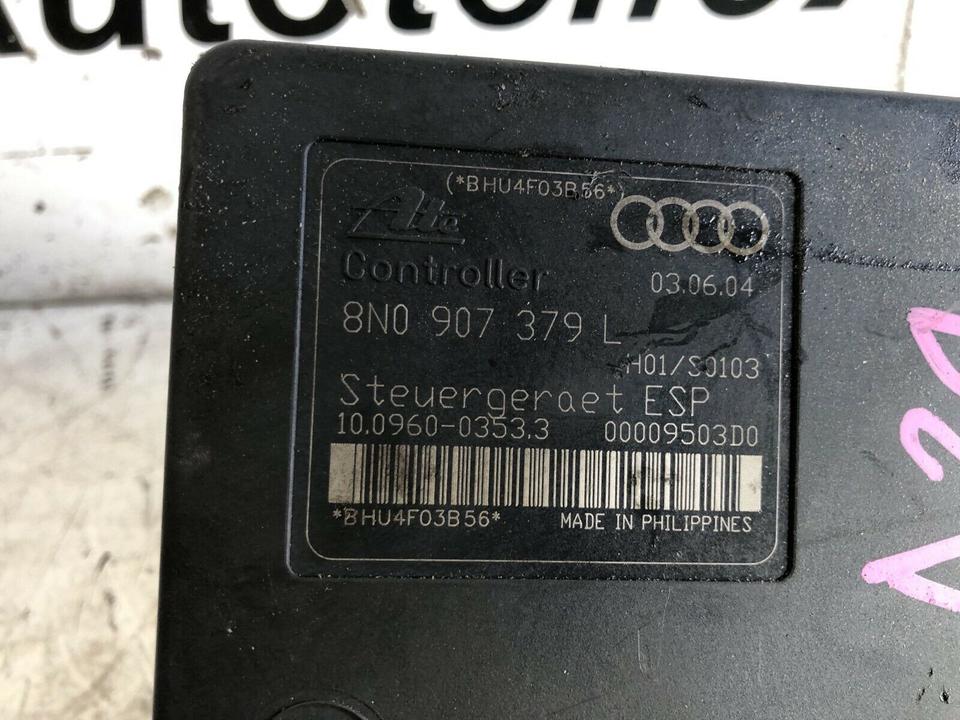 Autoteile
(*BHU4F03B56*)
Ate
Controller
03.06.04
8N0 907 379 L
H01/S0103
Steuergeraet ESP
10.0960-0353.3 00009503D0
*BHU4F03B56*
MADE IN PHILIPPINES